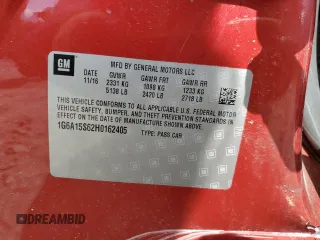 GM
MFD BY GENERAL MOTORS LLC
DATE GVWR GAWR FRT GAWR RR
11/16 2331 KG 1098 KG 1233 KG
5138 LB 2420 LB 2718 LB
THIS VEHICLE CONFORMS TO ALL APPLICABLE U.S. FEDERAL MOTOR
VEHICLE SAFETY, BUMPER, AND THEFT PREVENTION STANDARDS
IN EFFECT ON THE DATE OF MANUFACTURE SHOWN ABOVE.
1G6A15S62H0162405
TYPE: PASS CAR
DREAMBID